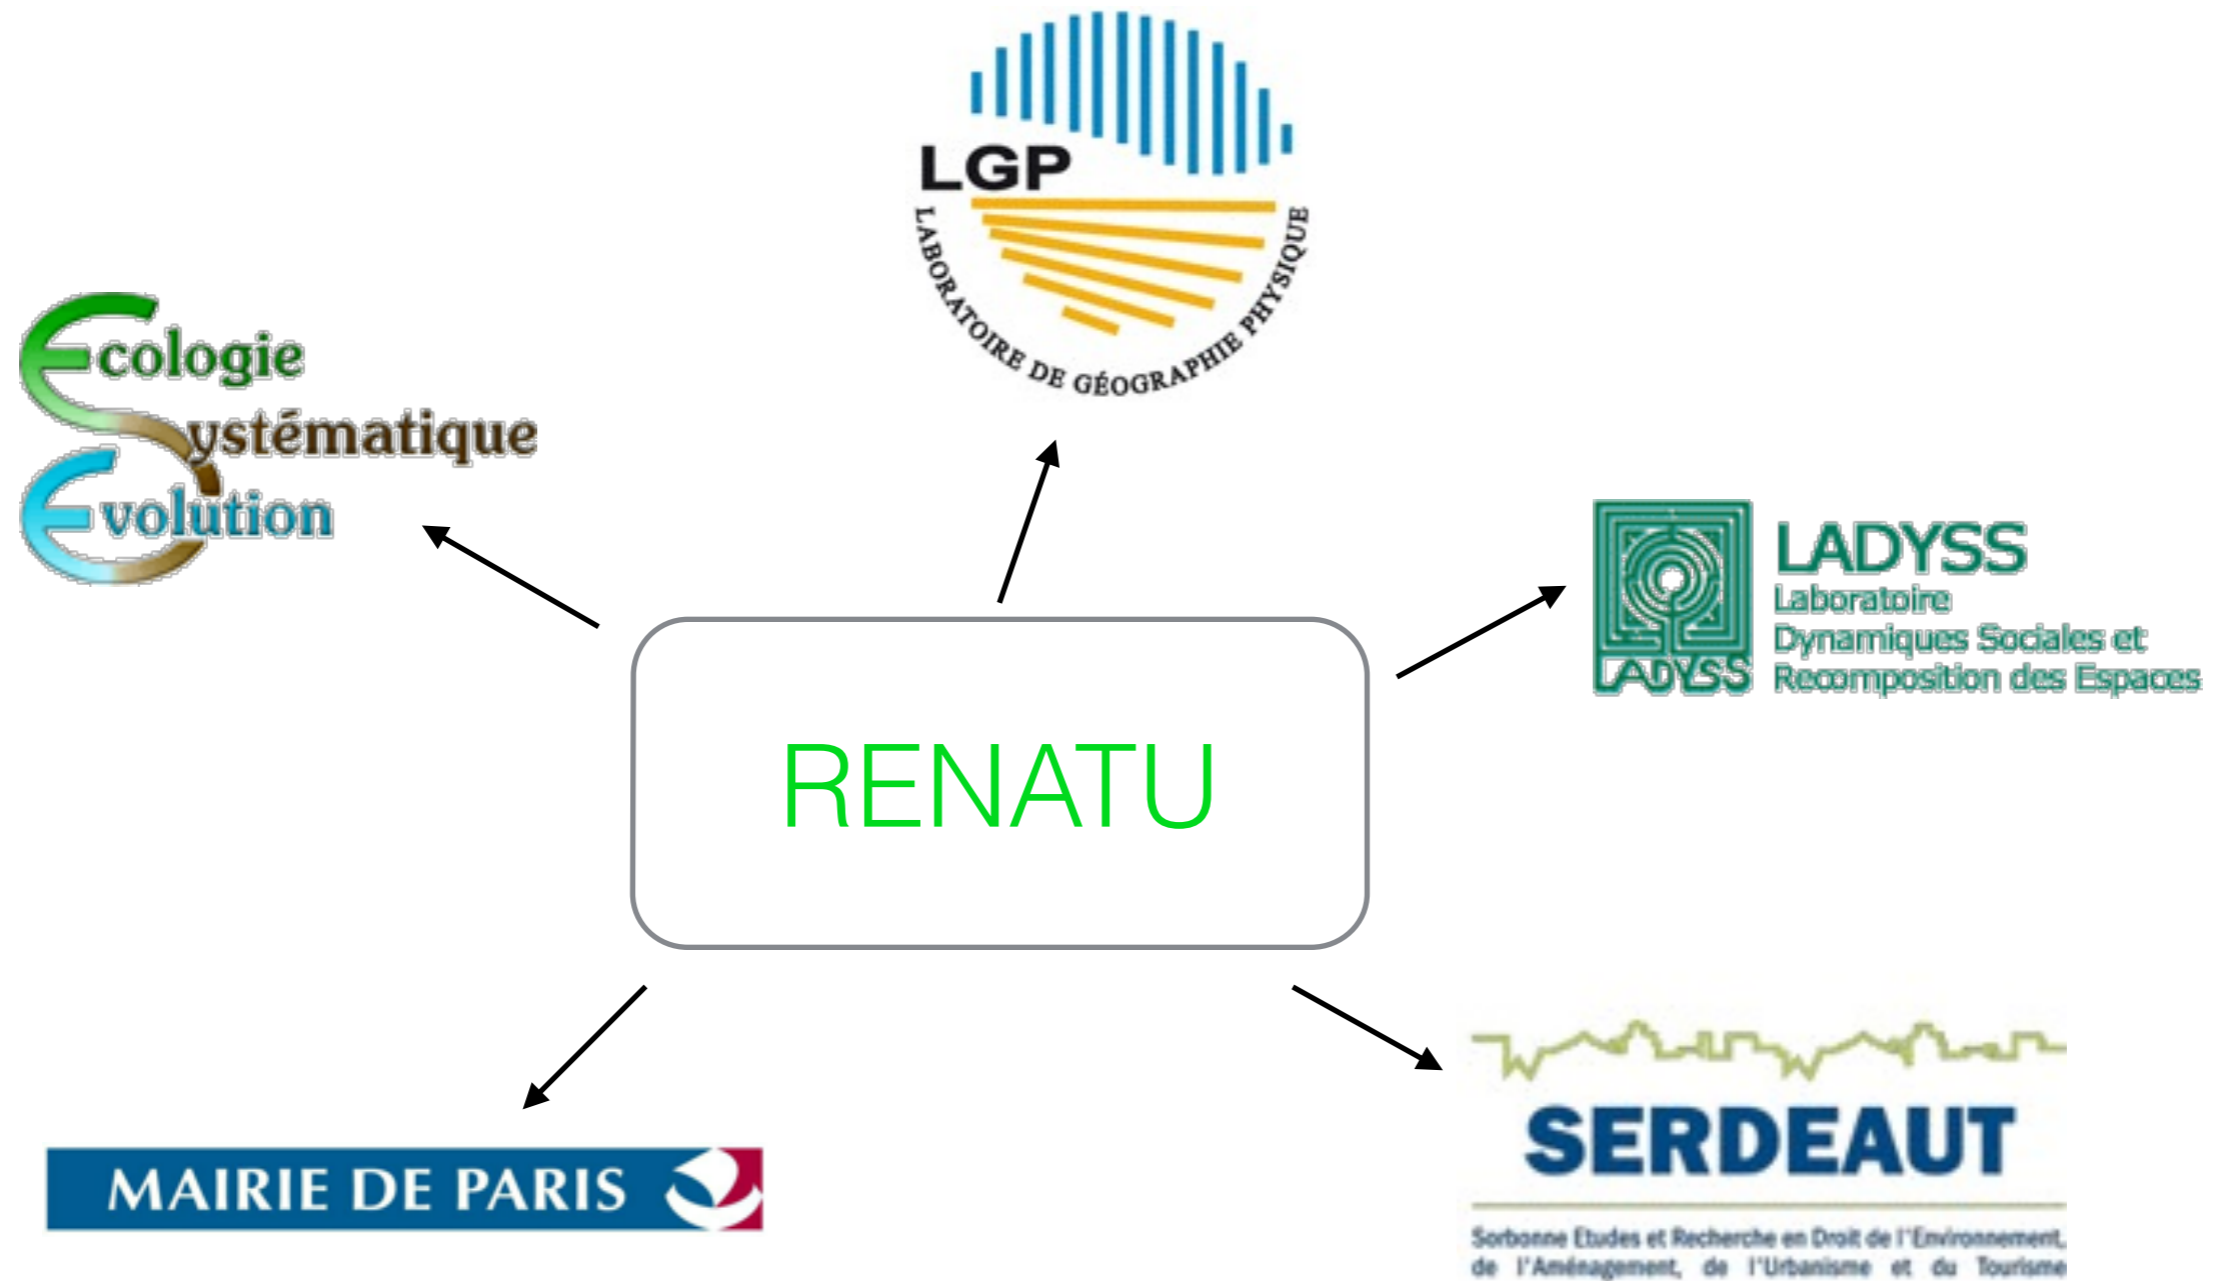 LGP
LABORATOIRE DE GÉOGRAPHIE PHYSIQUE
Ecologie
Systématique
Evolution
LADYSS
Laboratoire
Dynamiques Sociales et
Recomposition des Espaces
LADYSS
RENATU
MAIRIE DE PARIS
SERDEAUT
Sorbonne Etudes et Recherche en Droit de l'Environnement,
de l'Aménagement, de l'Urbanisme et du Tourisme